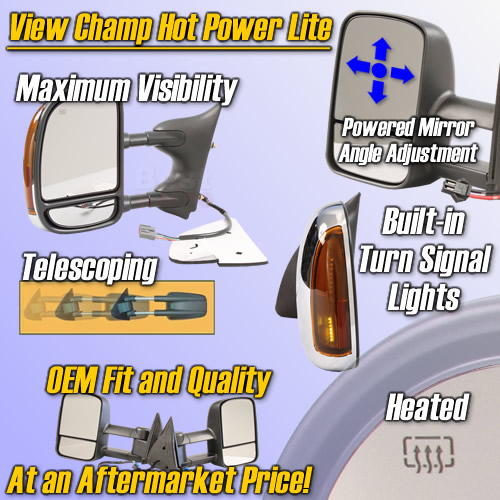 View Champ Hot Power Lite
Maximum Visibility
Powered Mirror
Angle Adjustment
Telescoping
Built-in
Turn Signal
Lights
OEM Fit and Quality
Heated
At an Aftermarket Price!